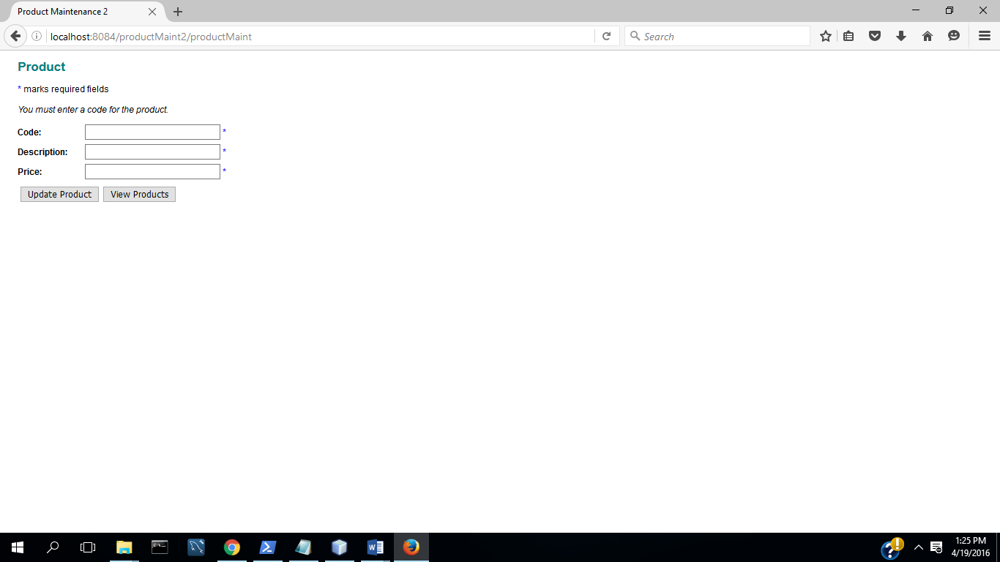 Product Maintenance 2
localhost:8084/productMaint2/productMaint
Search
Product
* marks required fields
You must enter a code for the product.
Code: *
Description: *
Price: *
Update Product View Products
1:25 PM
4/19/2016